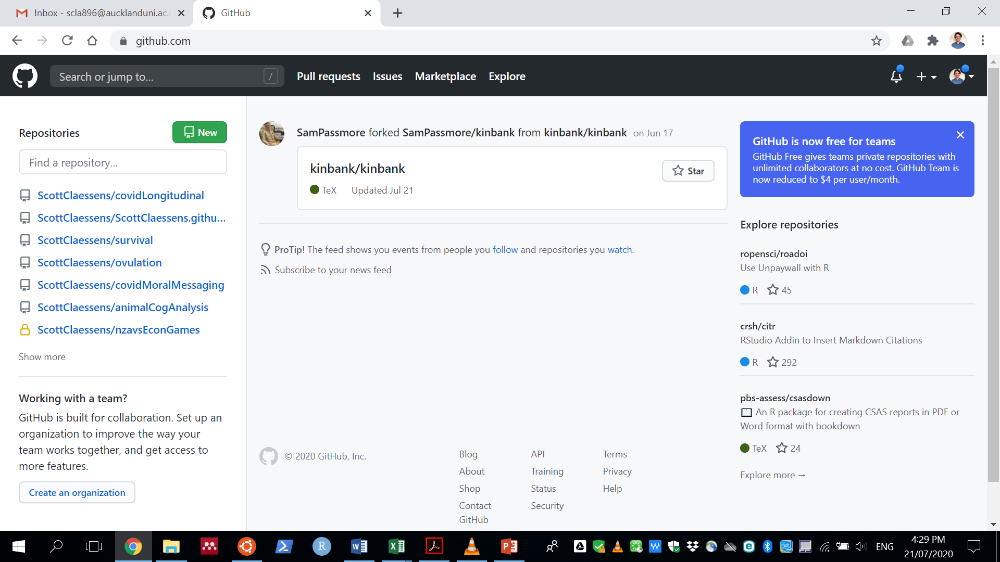 Inbox - scla896@aucklanduni.ac.
GitHub
github.com
Search or jump to...
/
Pull requests
Issues
Marketplace
Explore
Repositories
New
Find a repository...
ScottClaessens/covidLongitudinal
ScottClaessens/ScottClaessens.githu...
ScottClaessens/survival
ScottClaessens/ovulation
ScottClaessens/covidMoralMessaging
ScottClaessens/animalCogAnalysis
ScottClaessens/nzavsEconGames
Show more
Working with a team?
GitHub is built for collaboration. Set up an
organization to improve the way your
team works together, and get access to
more features.
Create an organization
SamPassmore forked SamPassmore/kinbank from kinbank/kinbank on Jun 17
kinbank/kinbank
Star
TeX Updated Jul 21
ProTip! The feed shows you events from people you follow and repositories you watch.
Subscribe to your news feed
© 2020 GitHub, Inc.
Blog
About
Shop
Contact
GitHub
API
Training
Status
Security
Terms
Privacy
Help
GitHub is now free for teams
GitHub Free gives teams private repositories with
unlimited collaborators at no cost. GitHub Team is
now reduced to $4 per user/month.
Explore repositories
ropensci/roadoi
Use Unpaywall with R
R 45
crsh/citr
RStudio Addin to Insert Markdown Citations
R 292
pbs-assess/csasdown
An R package for creating CSAS reports in PDF or
Word format with bookdown
TeX 24
Explore more →
ENG
4:29 PM
21/07/2020